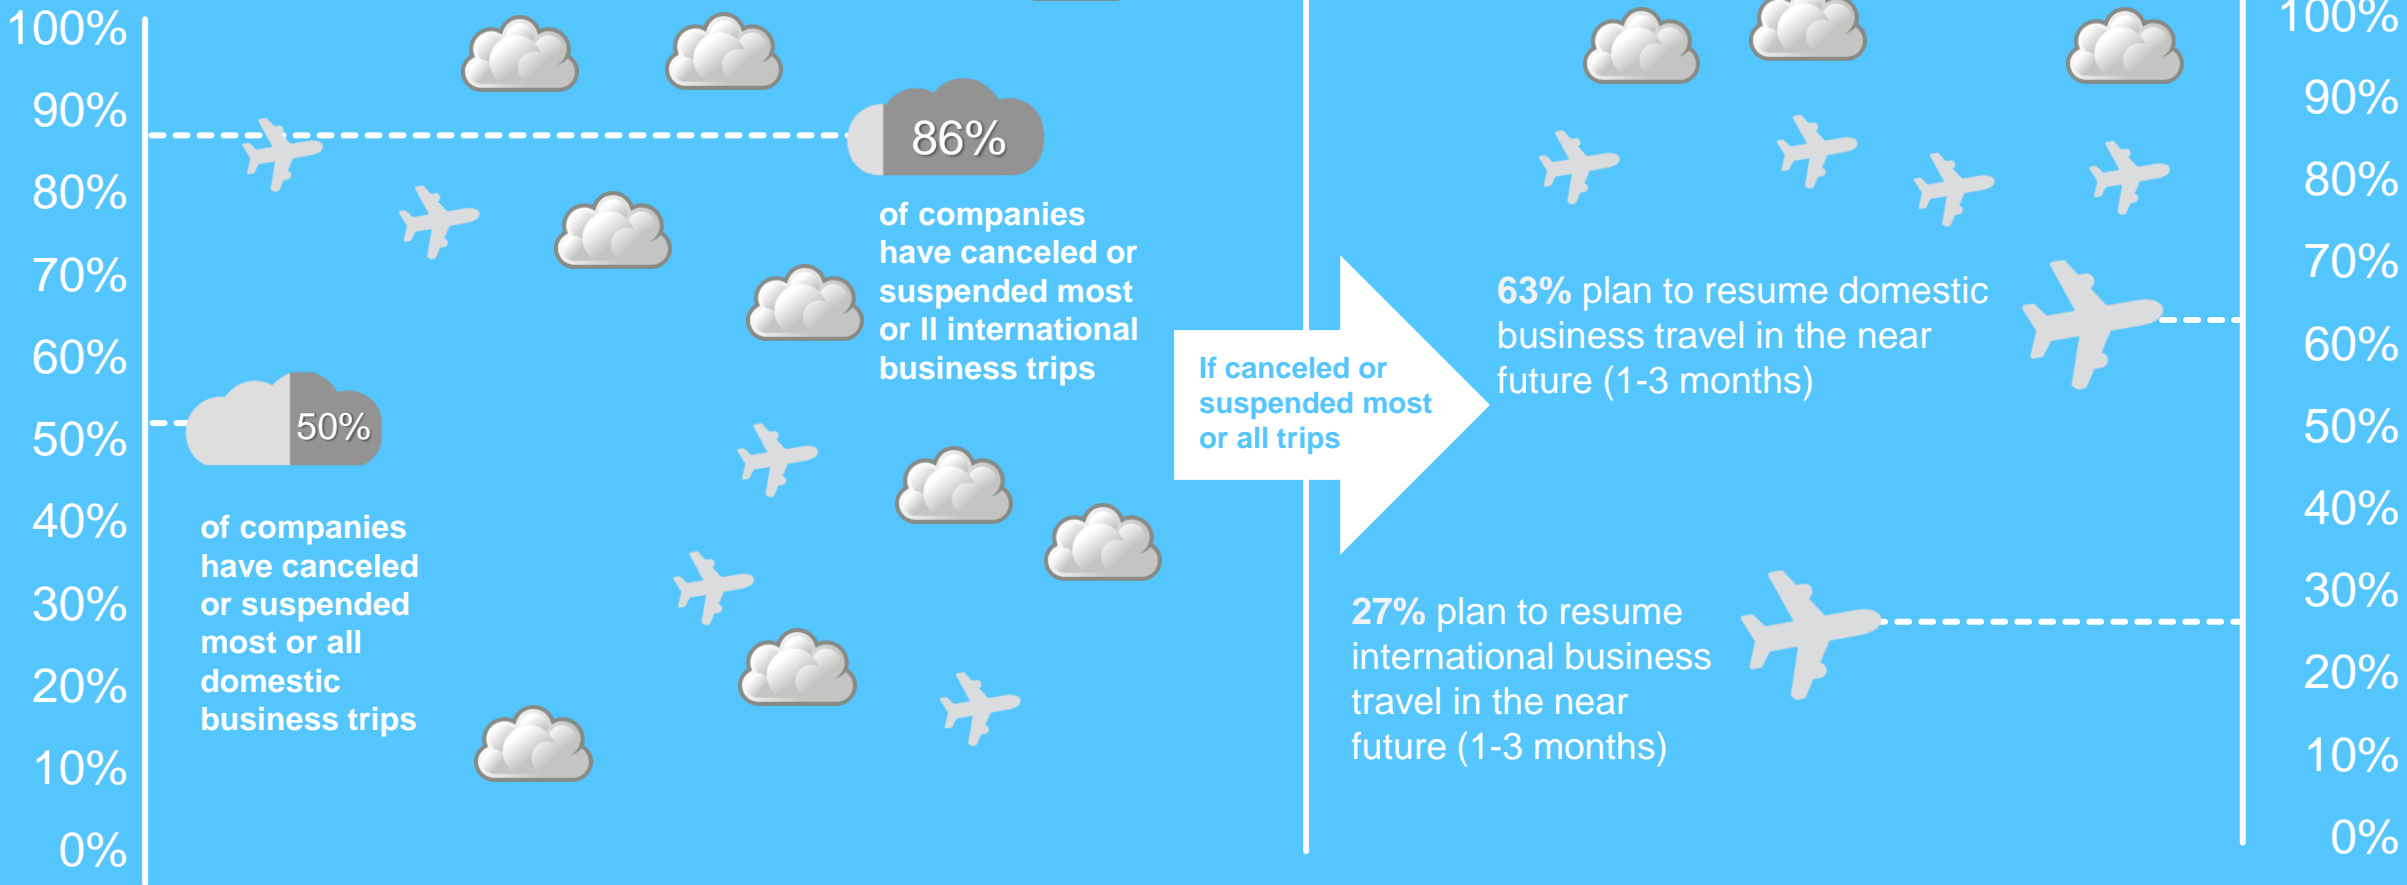 100%
90%
80%
70%
60%
50%
40%
30%
20%
10%
0%
86%
of companies
have canceled or
suspended most
or ll international
business trips
50%
of companies
have canceled
or suspended
most or all
domestic
business trips
If canceled or
suspended most
or all trips
63% plan to resume domestic
business travel in the near
future (1-3 months)
27% plan to resume
international business
travel in the near
future (1-3 months)
100%
90%
80%
70%
60%
50%
40%
30%
20%
10%
0%